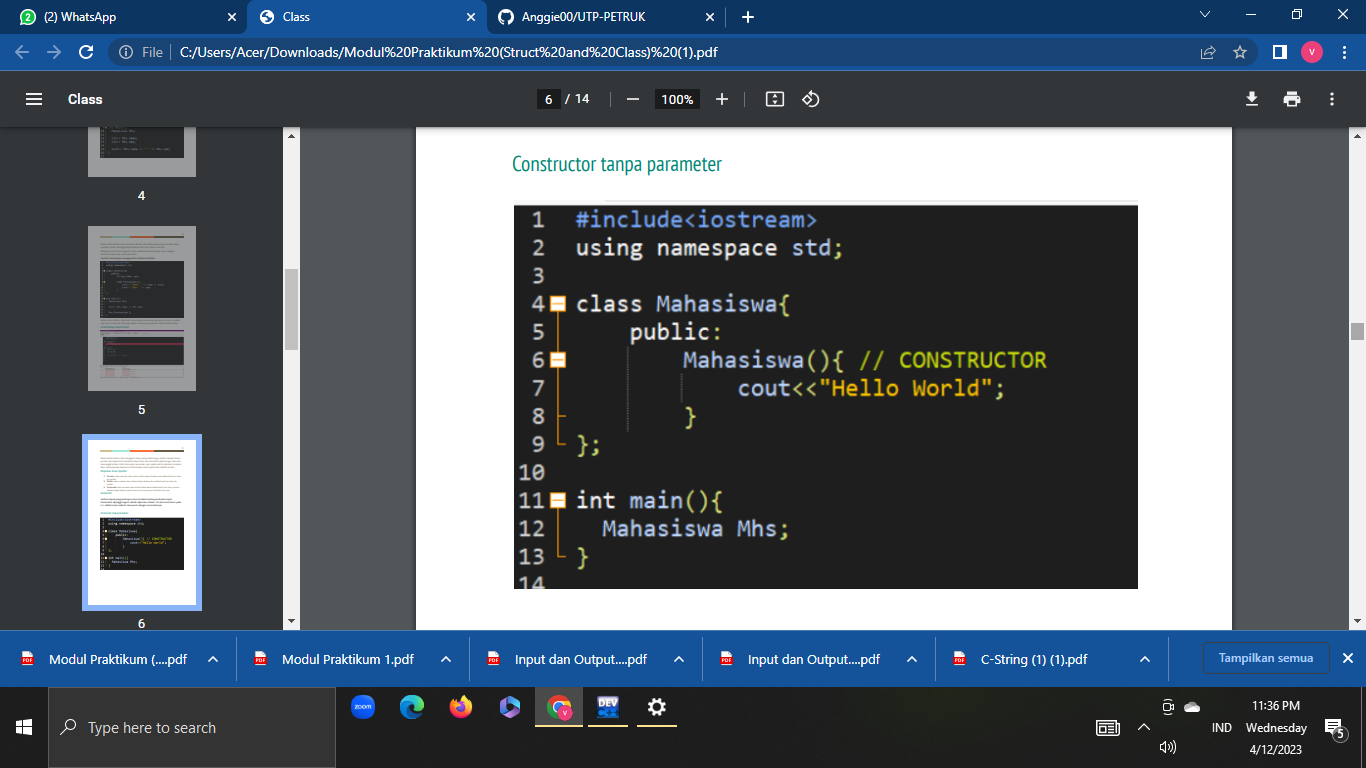 (2) WhatsApp
Class
Anggie00/UTP-PETRUK
File
C:/Users/Acer/Downloads/Modul%20Praktikum%20(Struct%20and%20Class)%20(1).pdf
V
Class
6 / 14
100%
4
5
6
Constructor tanpa parameter
1 #include<iostream>
2 using namespace std;
3
4 class Mahasiswa{
5 public:
6 Mahasiswa(){ // CONSTRUCTOR
7 cout<<"Hello World";
8 }
9 };
10
11 int main(){
12 Mahasiswa Mhs;
13 }
14
PDF Modul Praktikum (....pdf
PDF Modul Praktikum 1.pdf
PDF Input dan Output....pdf
PDF Input dan Output....pdf
PDF C-String (1) (1).pdf
Tampilkan semua
Type here to search
zoom
V
DEV C++
IND
11:36 PM
Wednesday
4/12/2023
5